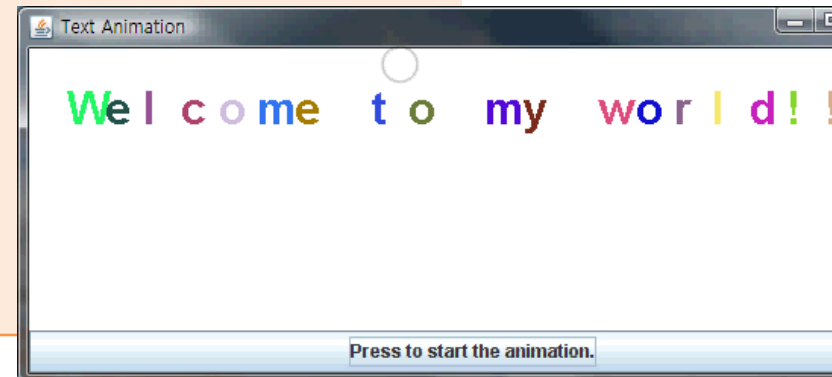 Text Animation
Welcome to my world!!
Press to start the animation.